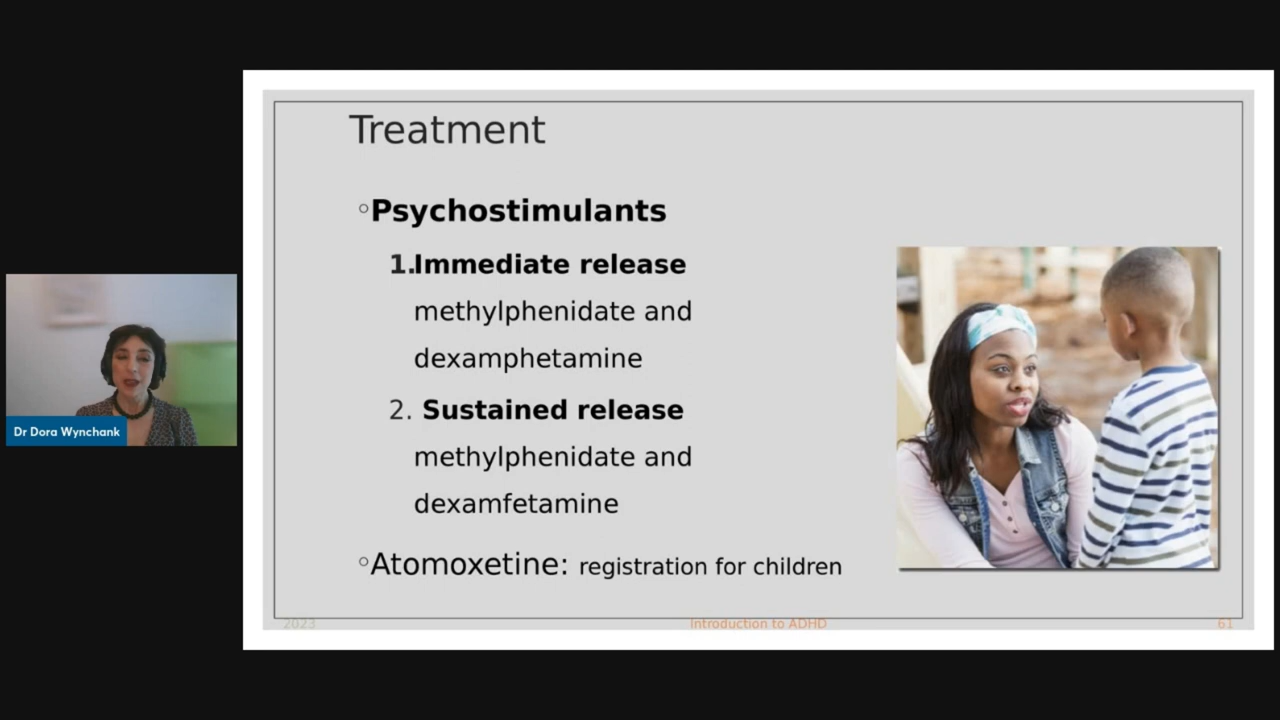 Treatment
◦Psychostimulants
1.Immediate release
methylphenidate and
dexamphetamine
2. Sustained release
methylphenidate and
dexamfetamine
◦Atomoxetine: registration for children
2023 Introduction to ADHD 61
Dr Dora Wynchank